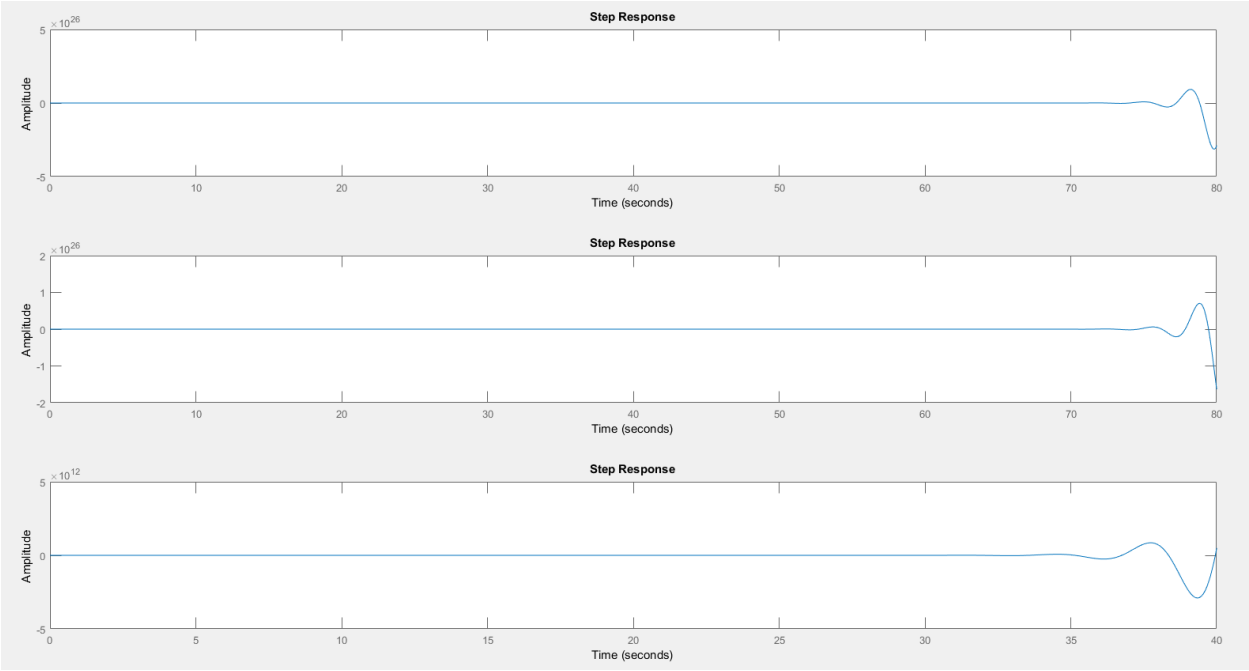 × 10^26
Step Response
5
0
-5
Amplitude
0 10 20 30 40 50 60 70 80
Time (seconds)
× 10^26
Step Response
2
1
0
-1
-2
Amplitude
0 10 20 30 40 50 60 70 80
Time (seconds)
× 10^12
Step Response
5
0
-5
Amplitude
0 5 10 15 20 25 30 35 40
Time (seconds)